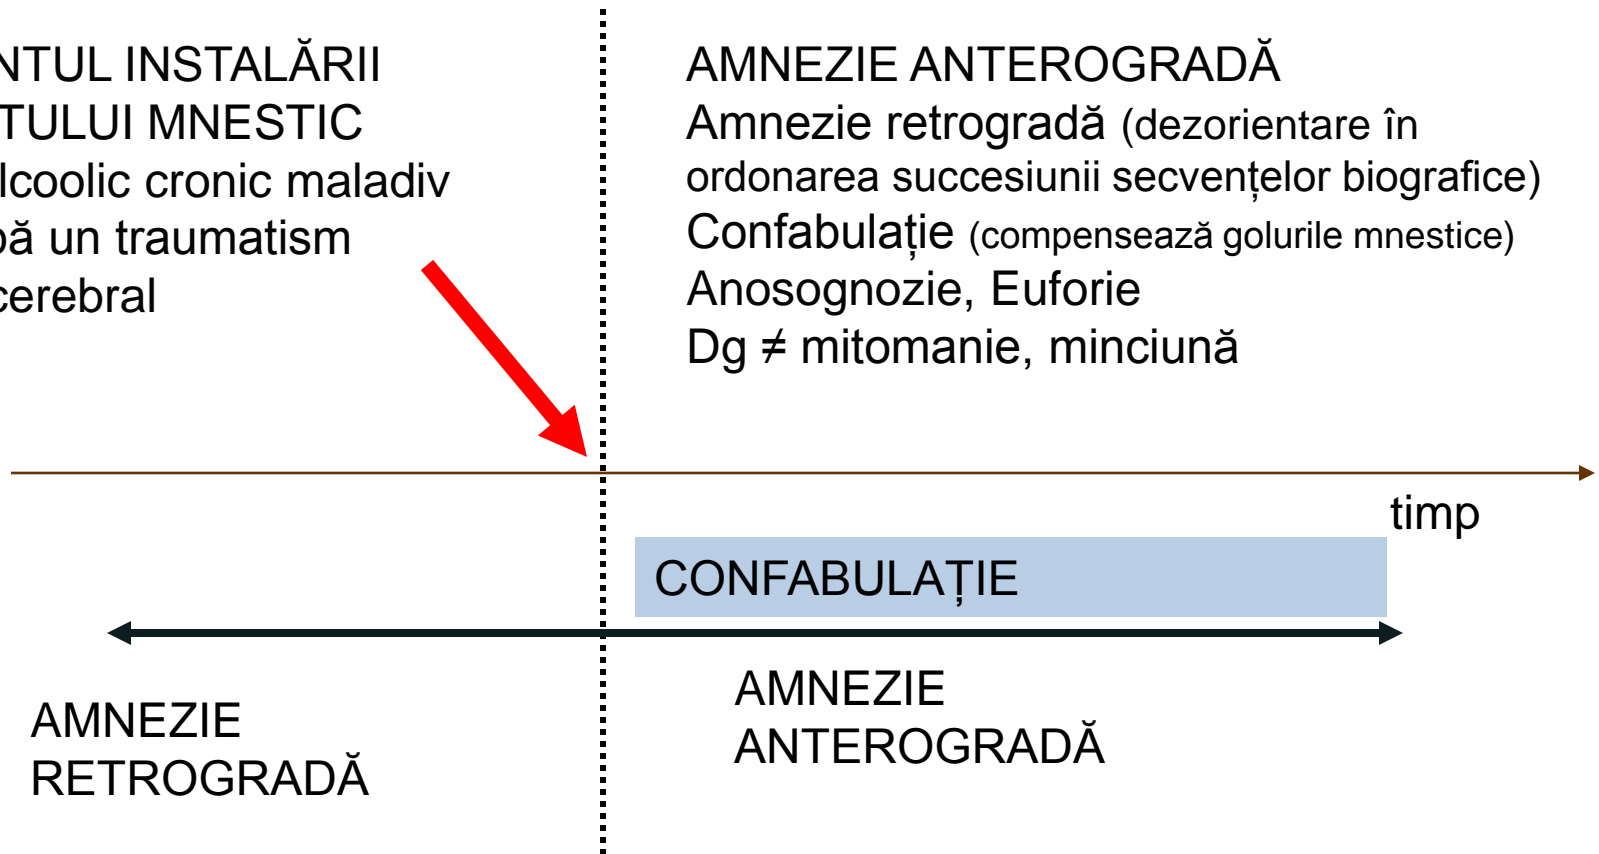 NTUL INSTALĂRII
TULUI MNESTIC
lcoolic cronic maladiv
ă un traumatism
cerebral
AMNEZIE ANTEROGRADĂ
Amnezie retrogradă (dezorientare în
ordonarea succesiunii secvențelor biografice)
Confabulație (compensează golurile mnestice)
Anosognozie, Euforie
Dg ≠ mitomanie, minciună
timp
CONFABULAȚIE
AMNEZIE
RETROGRADĂ
AMNEZIE
ANTEROGRADĂ